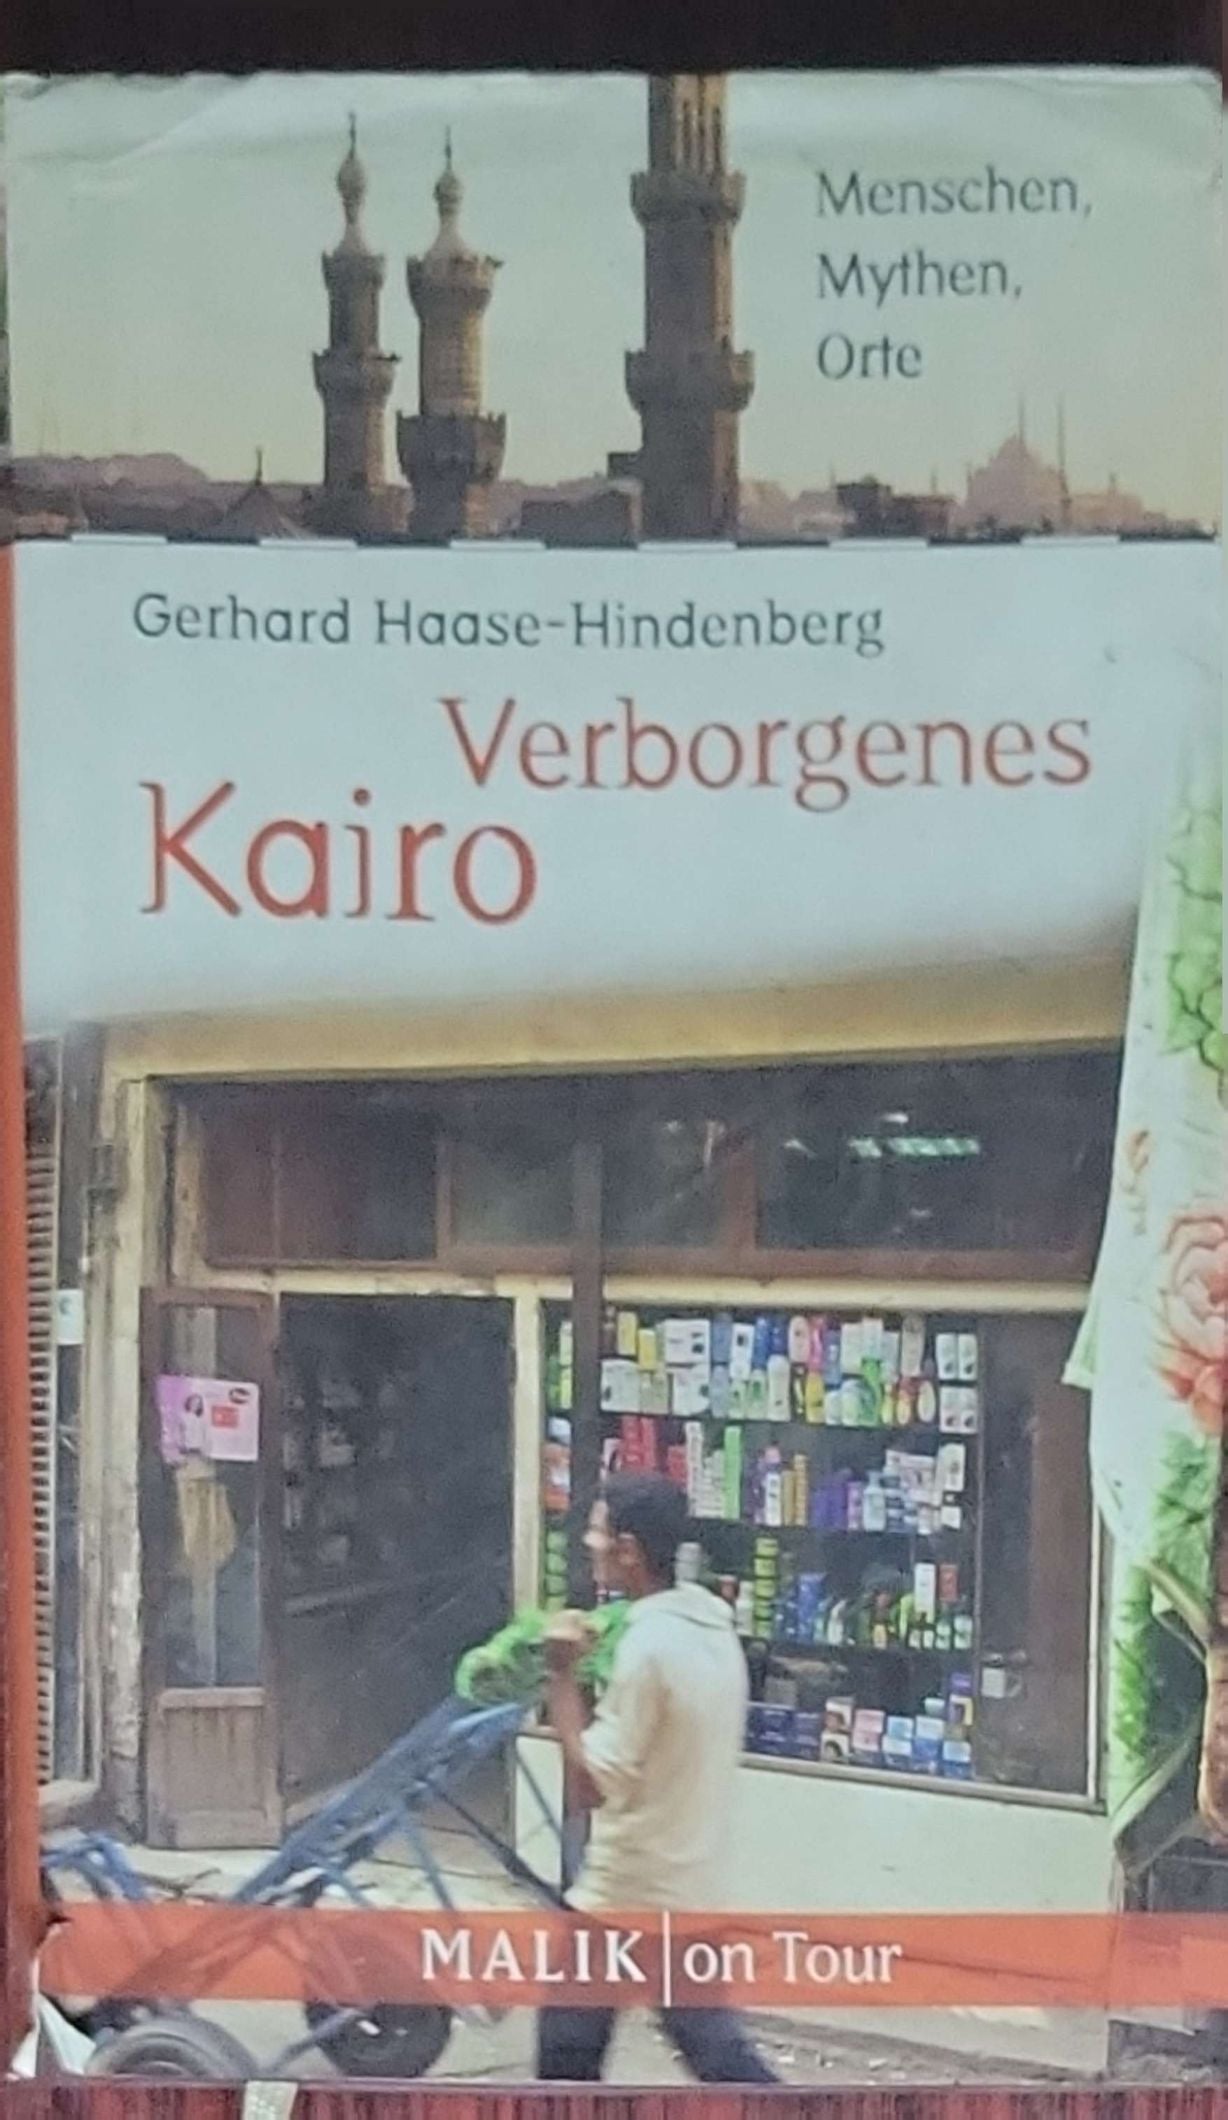 Menschen,
Mythen,
Orte
Gerhard Haase-Hindenberg
Verborgenes
Kairo
MALIK | on Tour